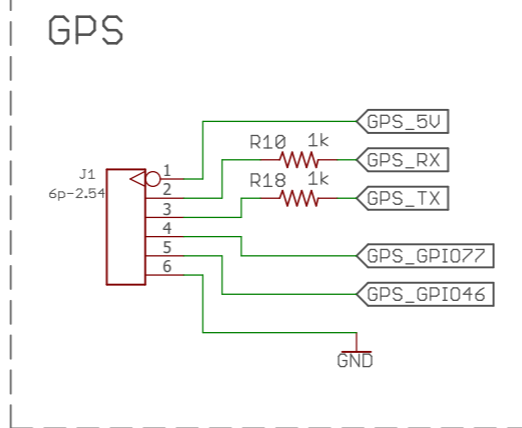 GPS
GPS_5V
R10 1k
GPS_RX
J1
1
R18 1k
6p-2.54
2
GPS_TX
3
4
GPS_GPIO77
5
6
GPS_GPIO46
GND